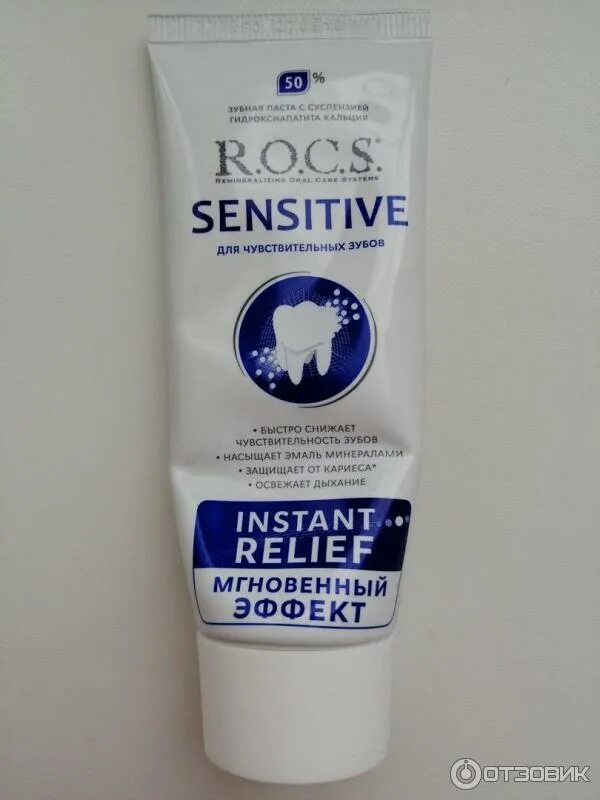 50 %
ЗУБНАЯ ПАСТА С СУСПЕНЗИЕЙ
ГИДРОКСИАПАТИТА КАЛЬЦИЯ
R.O.C.S.
REMINERALIZING ORAL CARE SYSTEMS
SENSITIVE
ДЛЯ ЧУВСТВИТЕЛЬНЫХ ЗУБОВ
• БЫСТРО СНИЖАЕТ
ЧУВСТВИТЕЛЬНОСТЬ ЗУБОВ
• НАСЫЩАЕТ ЭМАЛЬ МИНЕРАЛАМИ
• ЗАЩИЩАЕТ ОТ КАРИЕСА*
• ОСВЕЖАЕТ ДЫХАНИЕ
INSTANT
RELIEF
МГНОВЕННЫЙ
ЭФФЕКТ
ОТЗОВИК